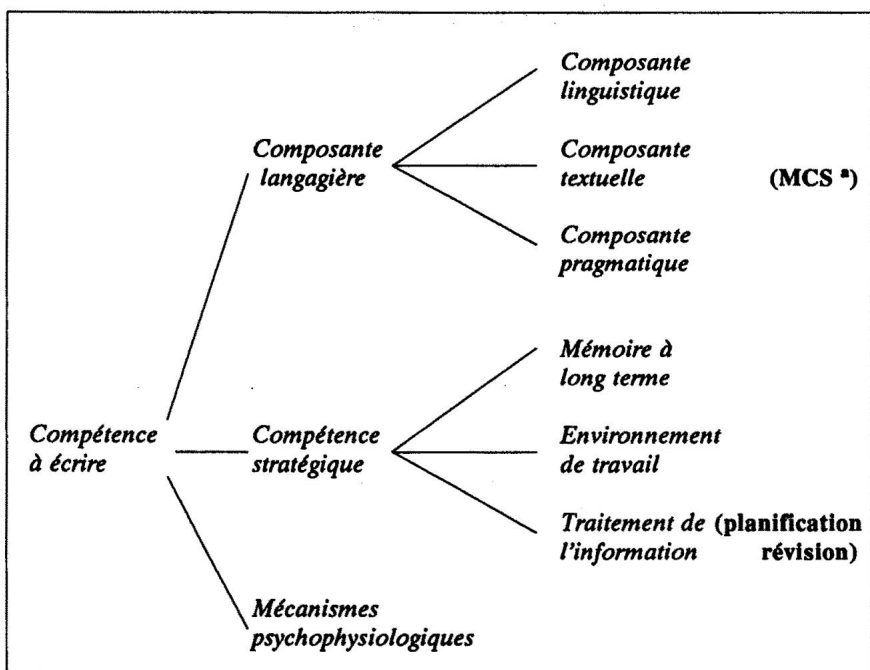 Composante
linguistique
Composante
langagière
Composante
textuelle (MCS ª)
Composante
pragmatique
Mémoire à
long terme
Compétence
à écrire
Compétence
stratégique
Environnement
de travail
Traitement de (planification
l'information révision)
Mécanismes
psychophysiologiques